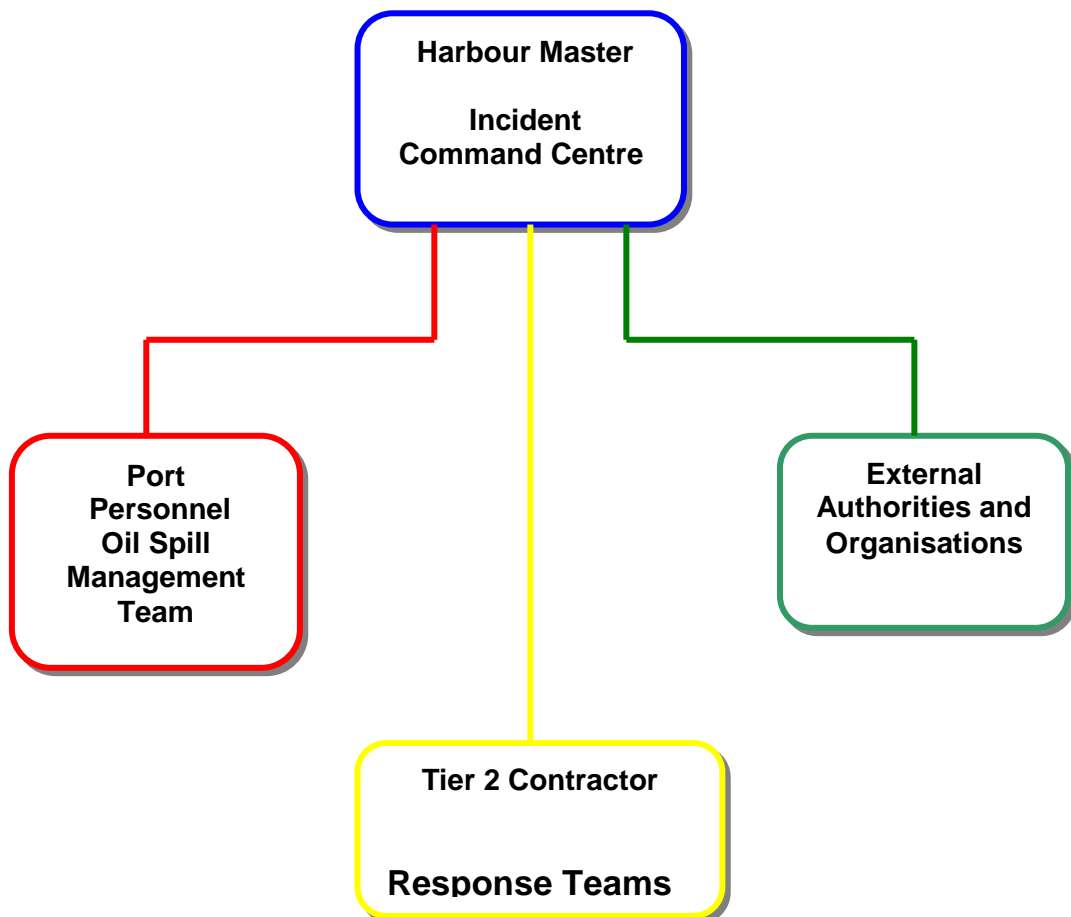 Harbour Master
Incident
Command Centre
Port
Personnel
Oil Spill
Management
Team
External
Authorities and
Organisations
Tier 2 Contractor
Response Teams